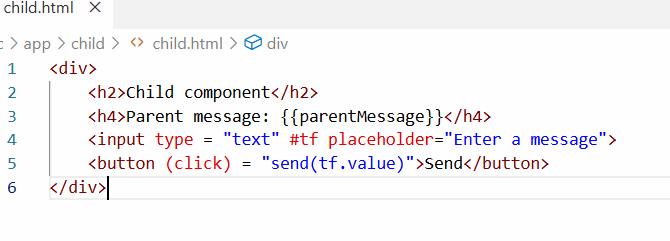 child.html ×
c > app > child > <> child.html > div
1 <div>
2     <h2>Child component</h2>
3     <h4>Parent message: {{parentMessage}}</h4>
4     <input type = "text" #tf placeholder="Enter a message">
5     <button (click) = "send(tf.value)">Send</button>
6 </div>